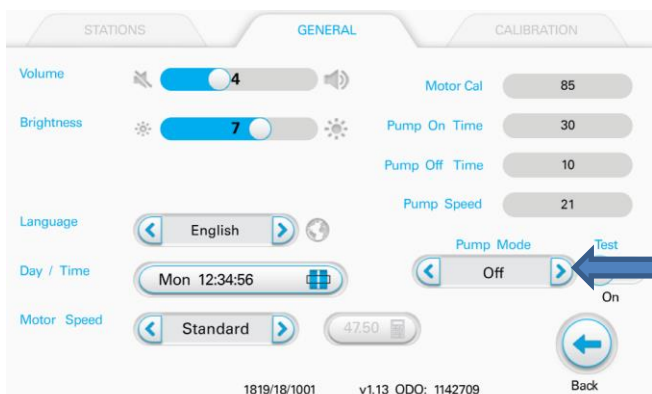 STATIONS GENERAL CALIBRATION
Volume 4 Motor Cal 85
Brightness 7 Pump On Time 30
Pump Off Time 10
Pump Speed 21
Language English
Pump Mode Test
Day / Time Mon 12:34:56 Off
On
Motor Speed Standard 47.50
Back
1819/18/1001 v1.13 ODO: 1142709